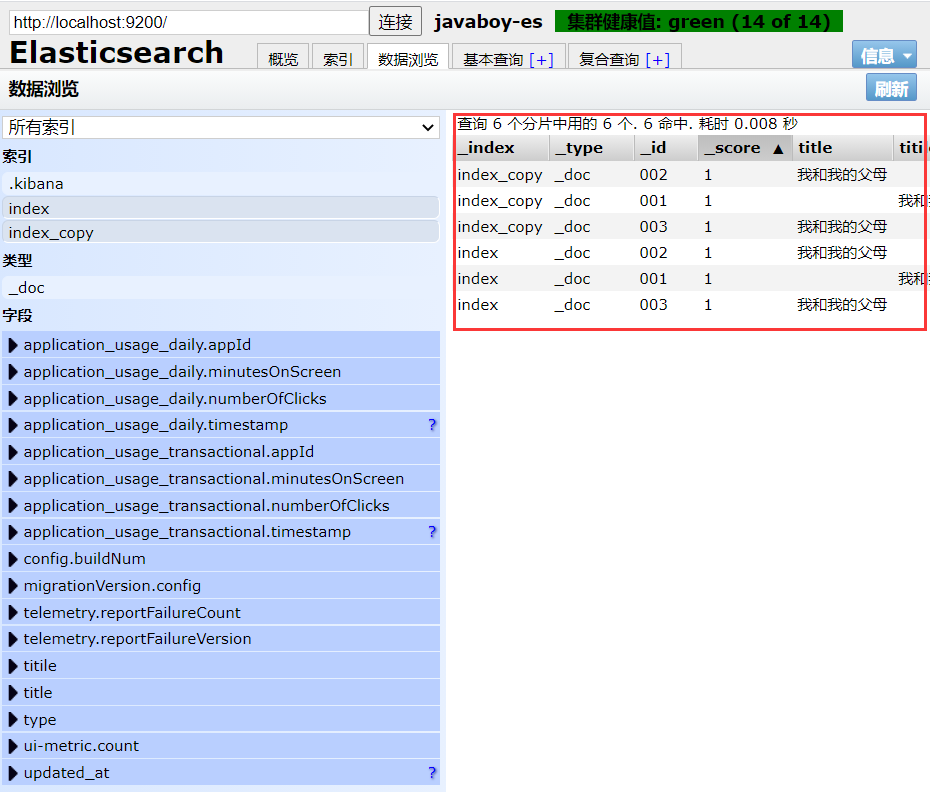 http://localhost:9200/ 连接 javaboy-es 集群健康值: green (14 of 14)
Elasticsearch 概览 索引 数据浏览 基本查询 [+] 复合查询 [+] 信息
数据浏览 刷新
所有索引
索引
.kibana
index
index_copy
类型
_doc
字段
application_usage_daily.appId
application_usage_daily.minutesOnScreen
application_usage_daily.numberOfClicks
application_usage_daily.timestamp ?
application_usage_transactional.appId
application_usage_transactional.minutesOnScreen
application_usage_transactional.numberOfClicks
application_usage_transactional.timestamp ?
config.buildNum
migrationVersion.config
telemetry.reportFailureCount
telemetry.reportFailureVersion
titile
title
type
ui-metric.count
updated_at ?
查询 6 个分片中用的 6 个. 6 命中. 耗时 0.008 秒
_index _type _id _score ▲ title
index_copy _doc 002 1 我和我的父母
index_copy _doc 001 1 我和
index_copy _doc 003 1 我和我的父母
index _doc 002 1 我和我的父母
index _doc 001 1 我和
index _doc 003 1 我和我的父母